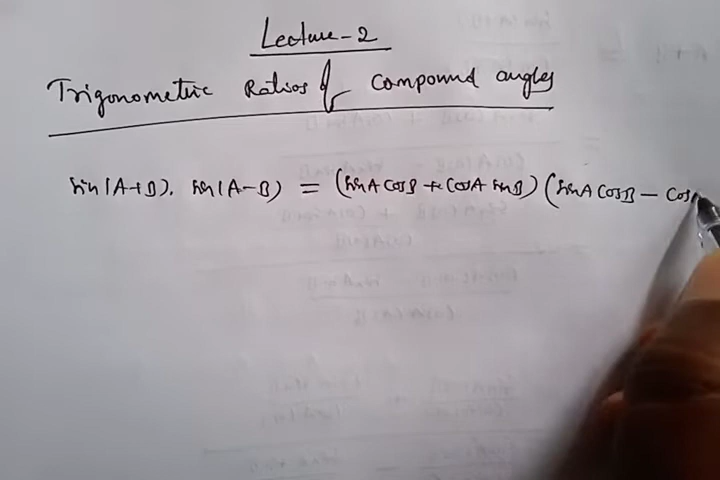 Lecture-2
Trigonometric Ratios of Compound angles
sin(A+B). sin(A-B) = (sinA cosB + cosA sinB) (sinA cosB - cos